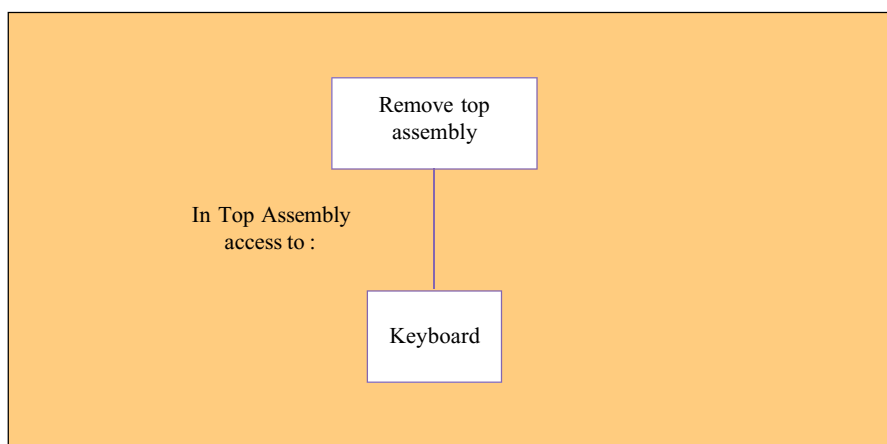 Remove top
assembly
In Top Assembly
access to :
Keyboard